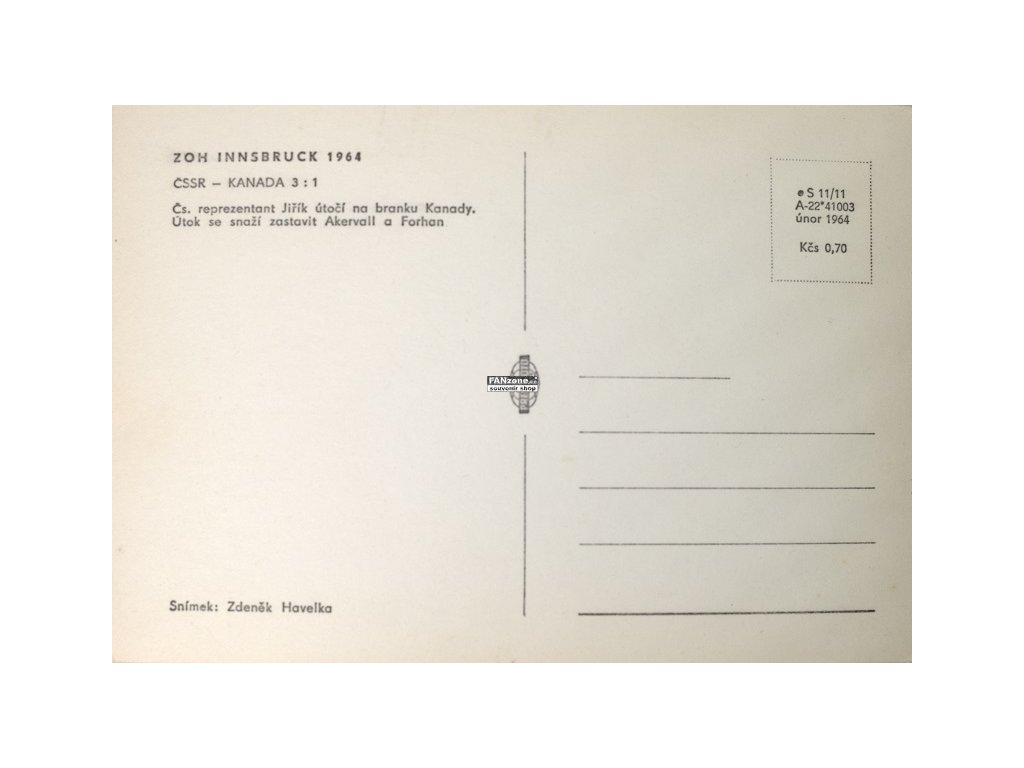 ZOH INNSBRUCK 1964
ČSSR – KANADA 3 : 1
Čs. reprezentant Jiřík útočí na branku Kanady.
Útok se snaží zastavit Akervall a Forhan
Snímek: Zdeněk Havelka
S 11/11
A-22*41003
únor 1964
Kčs 0,70
FANzone.cz
souvenir shop